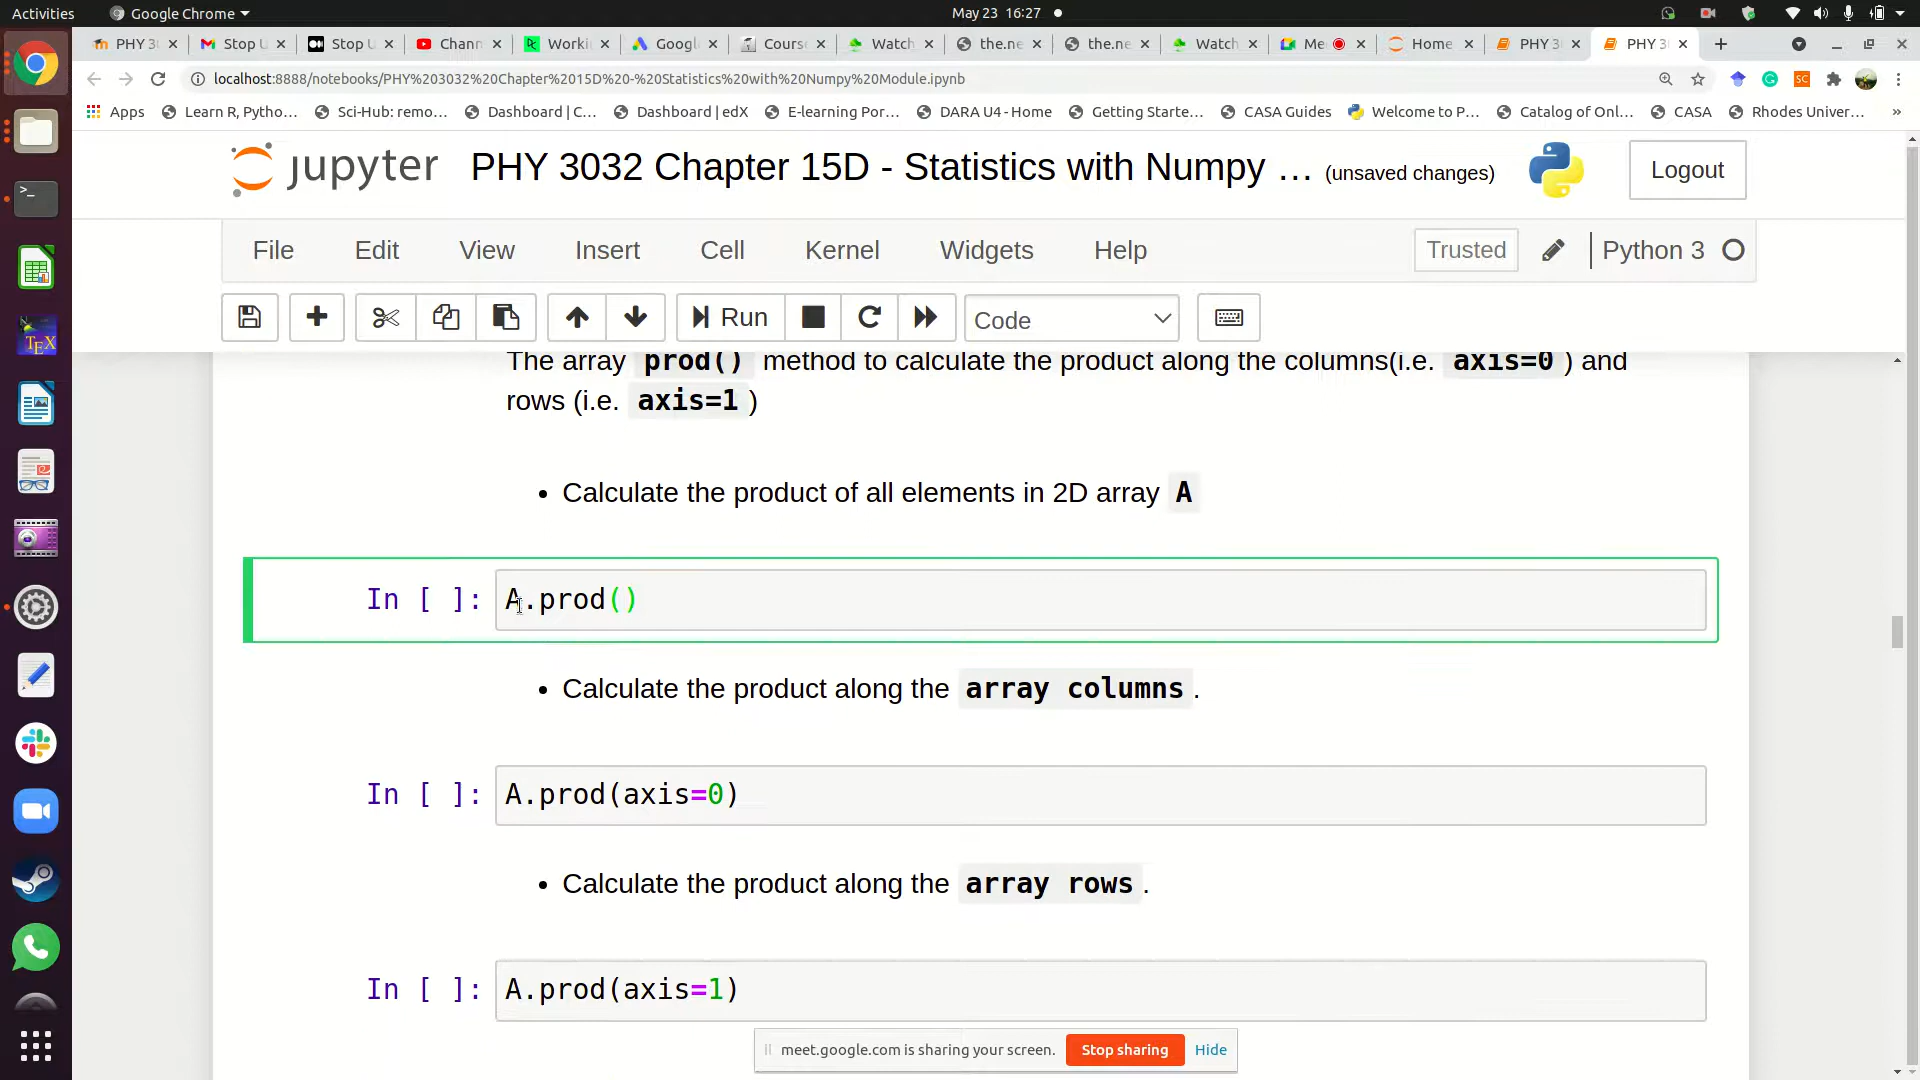 Activities Google Chrome May 23 16:27
PHY 3 Stop U Stop U Chann Worki Googl Cours Watch the.ne the.ne Watch Me Home PHY 3 PHY 3
localhost:8888/notebooks/PHY%203032%20Chapter%2015D%20-%20Statistics%20with%20Numpy%20Module.ipynb
Apps Learn R, Pytho... Sci-Hub: remo... Dashboard | C... Dashboard | edX E-learning Por... DARA U4 - Home Getting Starte... CASA Guides Welcome to P... Catalog of Onl... CASA Rhodes Univer... »
jupyter PHY 3032 Chapter 15D - Statistics with Numpy ... (unsaved changes) Logout
File Edit View Insert Cell Kernel Widgets Help Trusted Python 3
Run Code
The array prod() method to calculate the product along the columns(i.e. axis=0 ) and
rows (i.e. axis=1 )
• Calculate the product of all elements in 2D array A
In [ ]: A.prod()
• Calculate the product along the array columns .
In [ ]: A.prod(axis=0)
• Calculate the product along the array rows .
In [ ]: A.prod(axis=1)
meet.google.com is sharing your screen. Stop sharing Hide